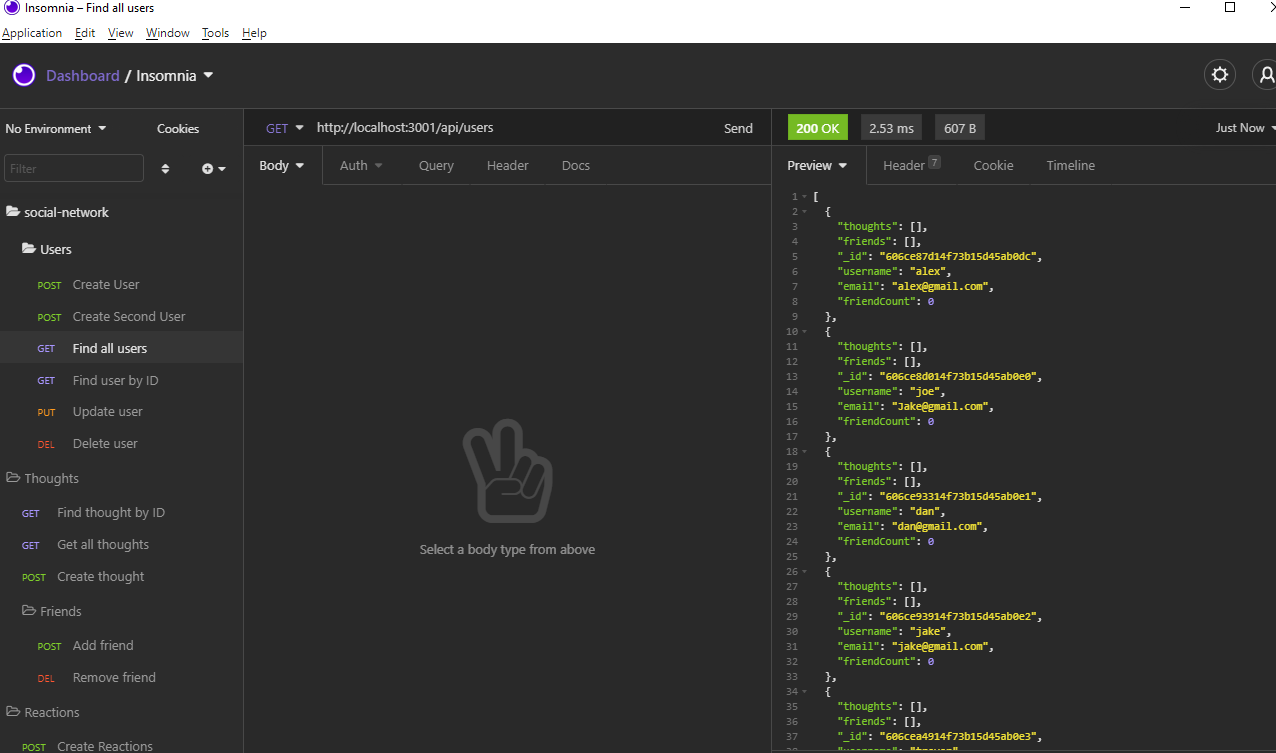 Insomnia – Find all users
Application Edit View Window Tools Help
Dashboard / Insomnia
No Environment Cookies
Filter
social-network
Users
POST Create User
POST Create Second User
GET Find all users
GET Find user by ID
PUT Update user
DEL Delete user
Thoughts
GET Find thought by ID
GET Get all thoughts
POST Create thought
Friends
POST Add friend
DEL Remove friend
Reactions
POST Create Reactions
GET http://localhost:3001/api/users Send
Body Auth Query Header Docs
Select a body type from above
200 OK 2.53 ms 607 B Just Now
Preview Header 7 Cookie Timeline
1 [
2 {
3 "thoughts": [],
4 "friends": [],
5 "_id": "606ce87d14f73b15d45ab0dc",
6 "username": "alex",
7 "email": "alex@gmail.com",
8 "friendCount": 0
9 },
10 {
11 "thoughts": [],
12 "friends": [],
13 "_id": "606ce8d014f73b15d45ab0e0",
14 "username": "joe",
15 "email": "Jake@gmail.com",
16 "friendCount": 0
17 },
18 {
19 "thoughts": [],
20 "friends": [],
21 "_id": "606ce93314f73b15d45ab0e1",
22 "username": "dan",
23 "email": "dan@gmail.com",
24 "friendCount": 0
25 },
26 {
27 "thoughts": [],
28 "friends": [],
29 "_id": "606ce93914f73b15d45ab0e2",
30 "username": "jake",
31 "email": "jake@gmail.com",
32 "friendCount": 0
33 },
34 {
35 "thoughts": [],
36 "friends": [],
37 "_id": "606cea4914f73b15d45ab0e3",